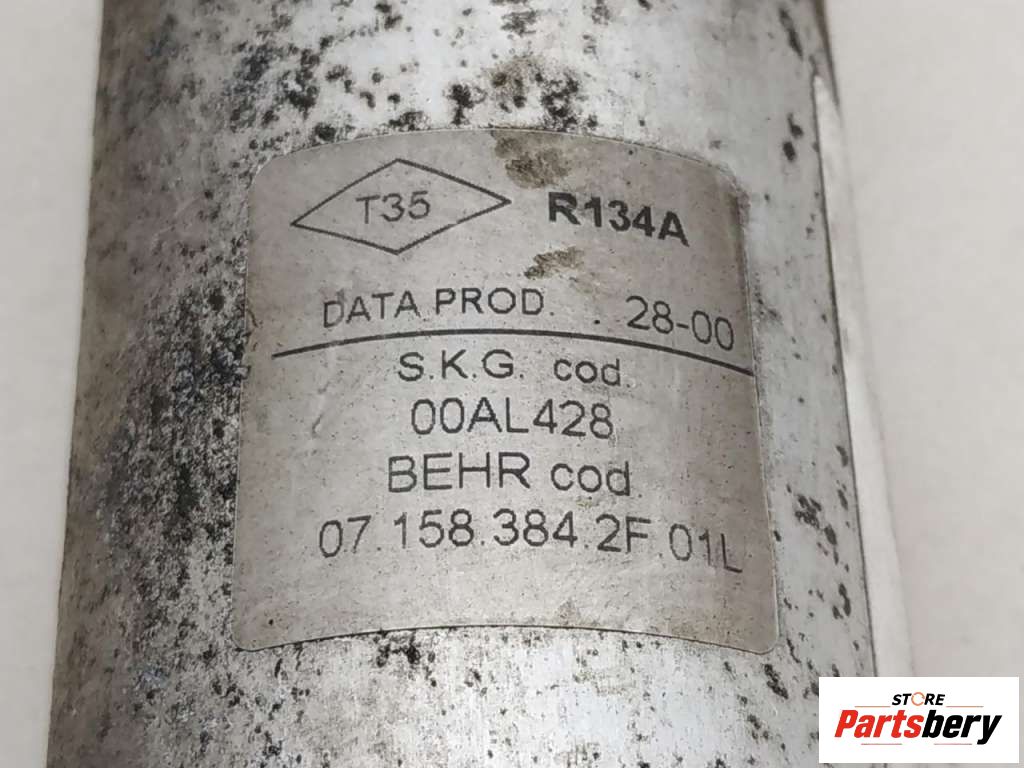 T35 R134A
DATA PROD. . 28-00
S.K.G. cod.
00AL428
BEHR cod.
07.158.384.2F.01L
STORE
Partsbery